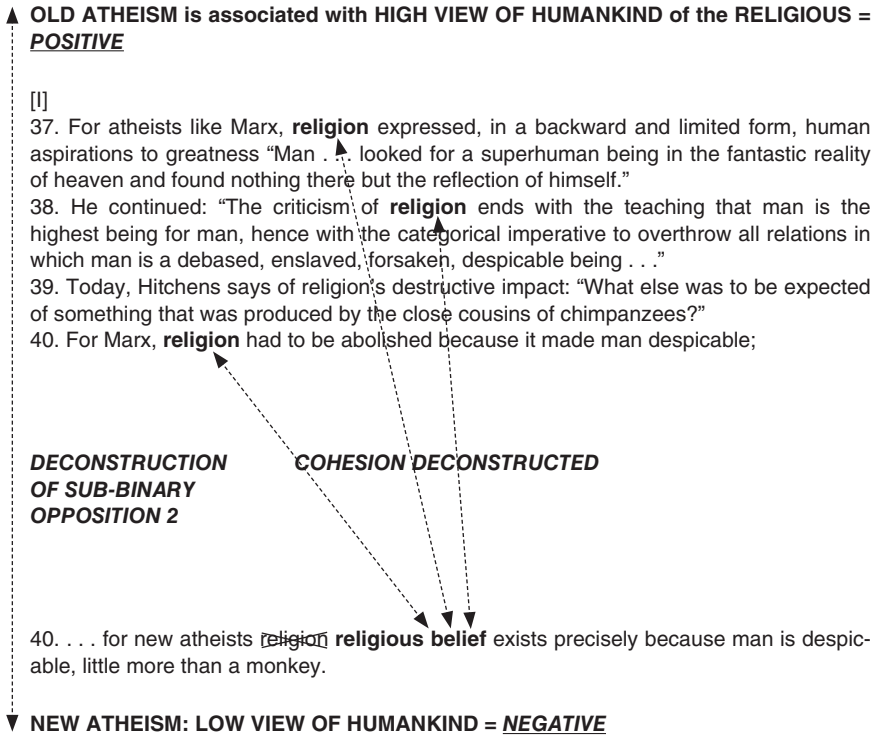 OLD ATHEISM is associated with HIGH VIEW OF HUMANKIND of the RELIGIOUS =
POSITIVE
[I]
37. For atheists like Marx, religion expressed, in a backward and limited form, human
aspirations to greatness “Man . . . looked for a superhuman being in the fantastic reality
of heaven and found nothing there but the reflection of himself.”
38. He continued: “The criticism of religion ends with the teaching that man is the
highest being for man, hence with the categorical imperative to overthrow all relations in
which man is a debased, enslaved, forsaken, despicable being . . .”
39. Today, Hitchens says of religion’s destructive impact: “What else was to be expected
of something that was produced by the close cousins of chimpanzees?”
40. For Marx, religion had to be abolished because it made man despicable;
DECONSTRUCTION COHESION DECONSTRUCTED
OF SUB-BINARY
OPPOSITION 2
40. . . . for new atheists religion religious belief exists precisely because man is despic-
able, little more than a monkey.
NEW ATHEISM: LOW VIEW OF HUMANKIND = NEGATIVE